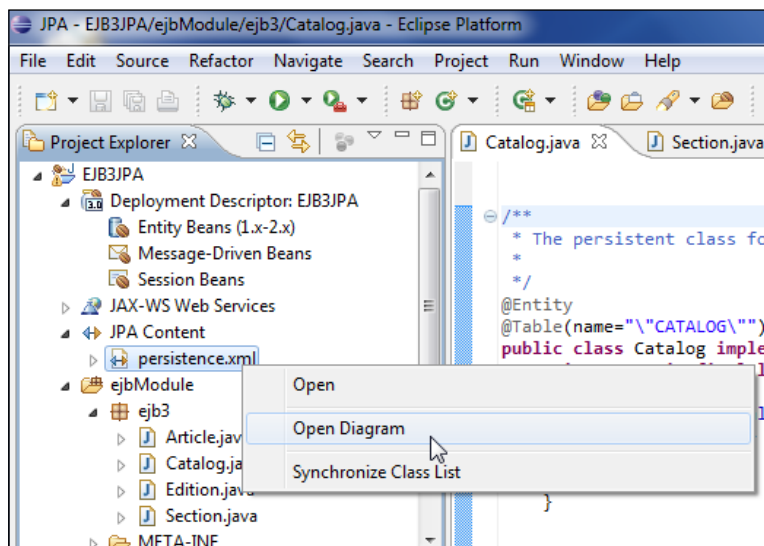 JPA - EJB3JPA/ejbModule/ejb3/Catalog.java - Eclipse Platform
File Edit Source Refactor Navigate Search Project Run Window Help
Project Explorer
Catalog.java
Section.java
EJB3JPA
3.0
Deployment Descriptor: EJB3JPA
Entity Beans (1.x-2.x)
Message-Driven Beans
Session Beans
JAX-WS Web Services
JPA Content
persistence.xml
ejbModule
ejb3
Article.jav
Catalog.ja
Edition.java
Section.java
META-INF
/**
* The persistent class fo
*
*/
@Entity
@Table(name="\"CATALOG\"")
public class Catalog imple
Open
Open Diagram
Synchronize Class List
}